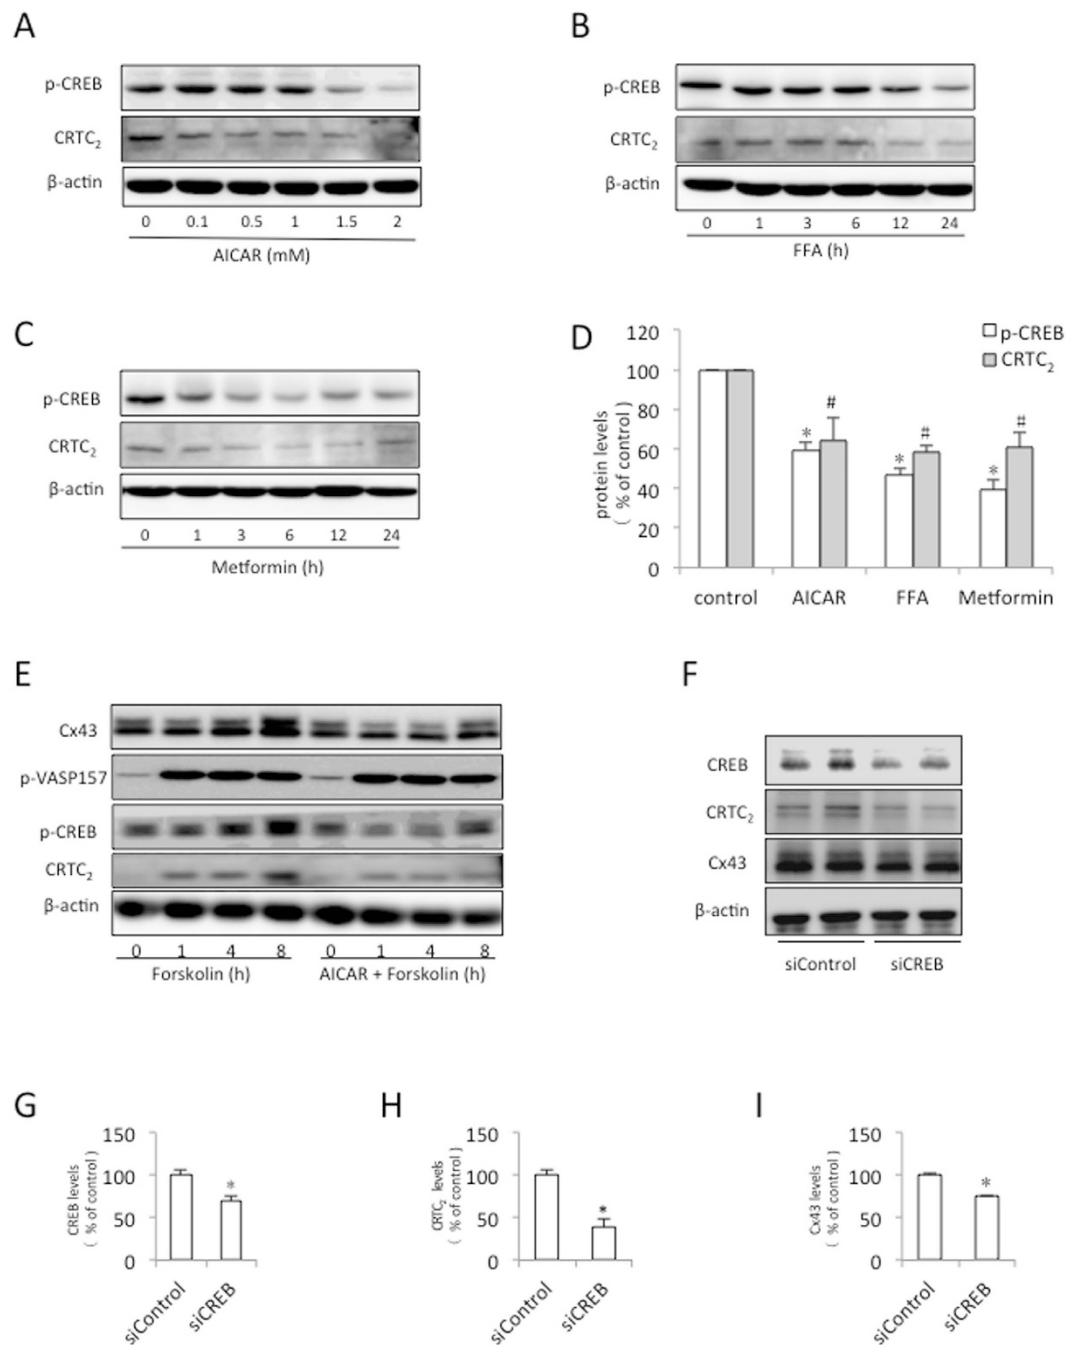 A
p-CREB
CRTC2
β-actin
0 0.1 0.5 1 1.5 2
AICAR (mM)
B
p-CREB
CRTC2
β-actin
0 1 3 6 12 24
FFA (h)
C
p-CREB
CRTC2
β-actin
0 1 3 6 12 24
Metformin (h)
D
protein levels
( % of control )
120
100
80
60
40
20
0
p-CREB
CRTC2
* # * # * #
control AICAR FFA Metformin
E
Cx43
p-VASP157
p-CREB
CRTC2
β-actin
0 1 4 8 0 1 4 8
Forskolin (h) AICAR + Forskolin (h)
F
CREB
CRTC2
Cx43
β-actin
siControl siCREB
G
CREB levels
( % of control )
150
100
50
0
*
siControl siCREB
H
CRTC2 levels
( % of control )
150
100
50
0
*
siControl siCREB
I
Cx43 levels
( % of control )
150
100
50
0
*
siControl siCREB